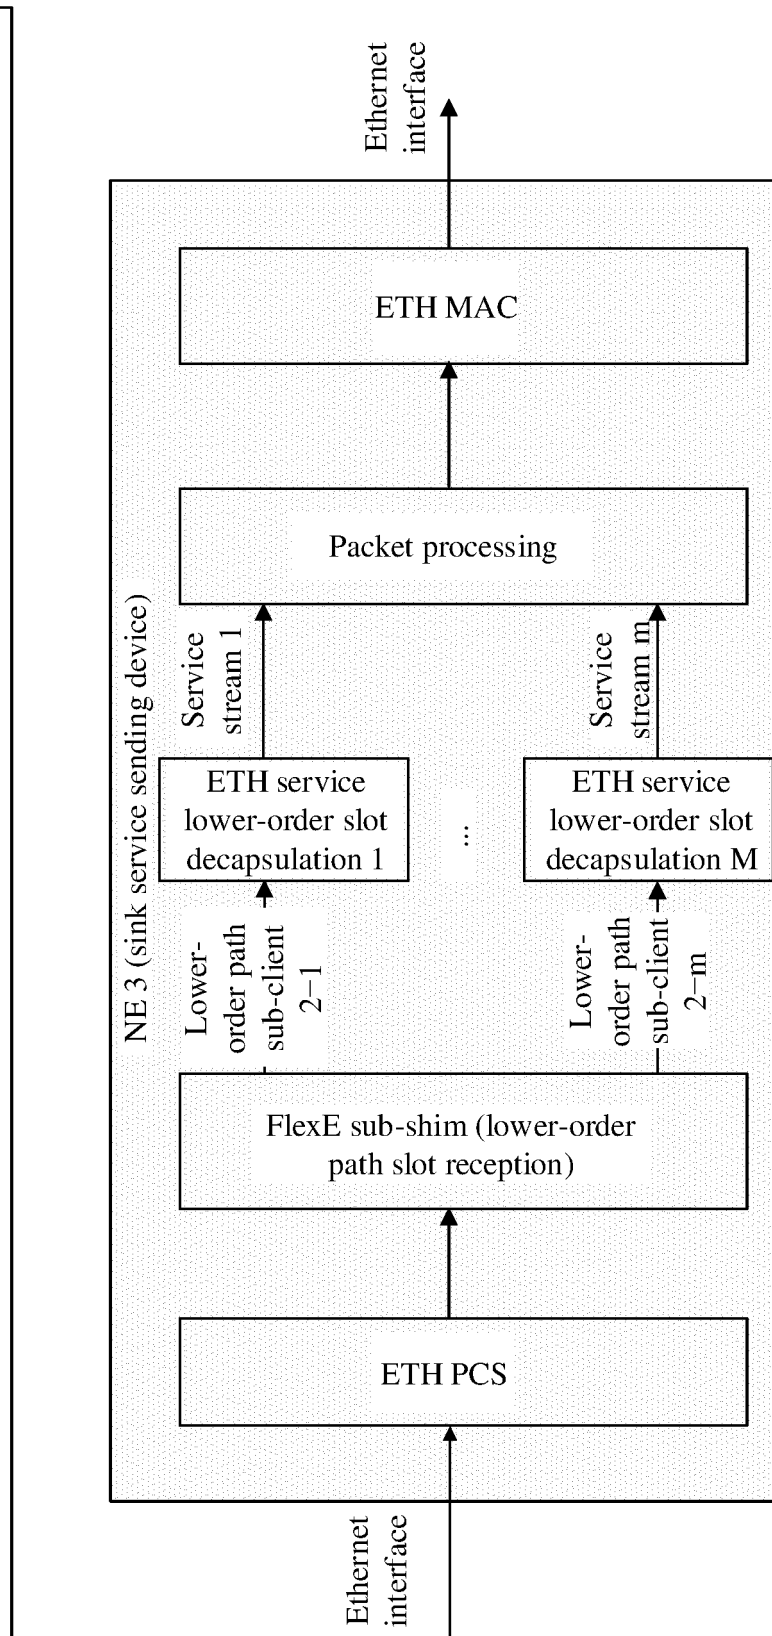 Ethernet
interface
ETH MAC
Packet processing
NE 3 (sink service sending device)
Service
stream 1
Service
stream m
ETH service
lower-order slot
decapsulation 1
...
ETH service
lower-order slot
decapsulation M
Lower-
order path
sub-client
2−1
Lower-
order path
sub-client
2−m
FlexE sub-shim (lower-order
path slot reception)
ETH PCS
Ethernet
interface